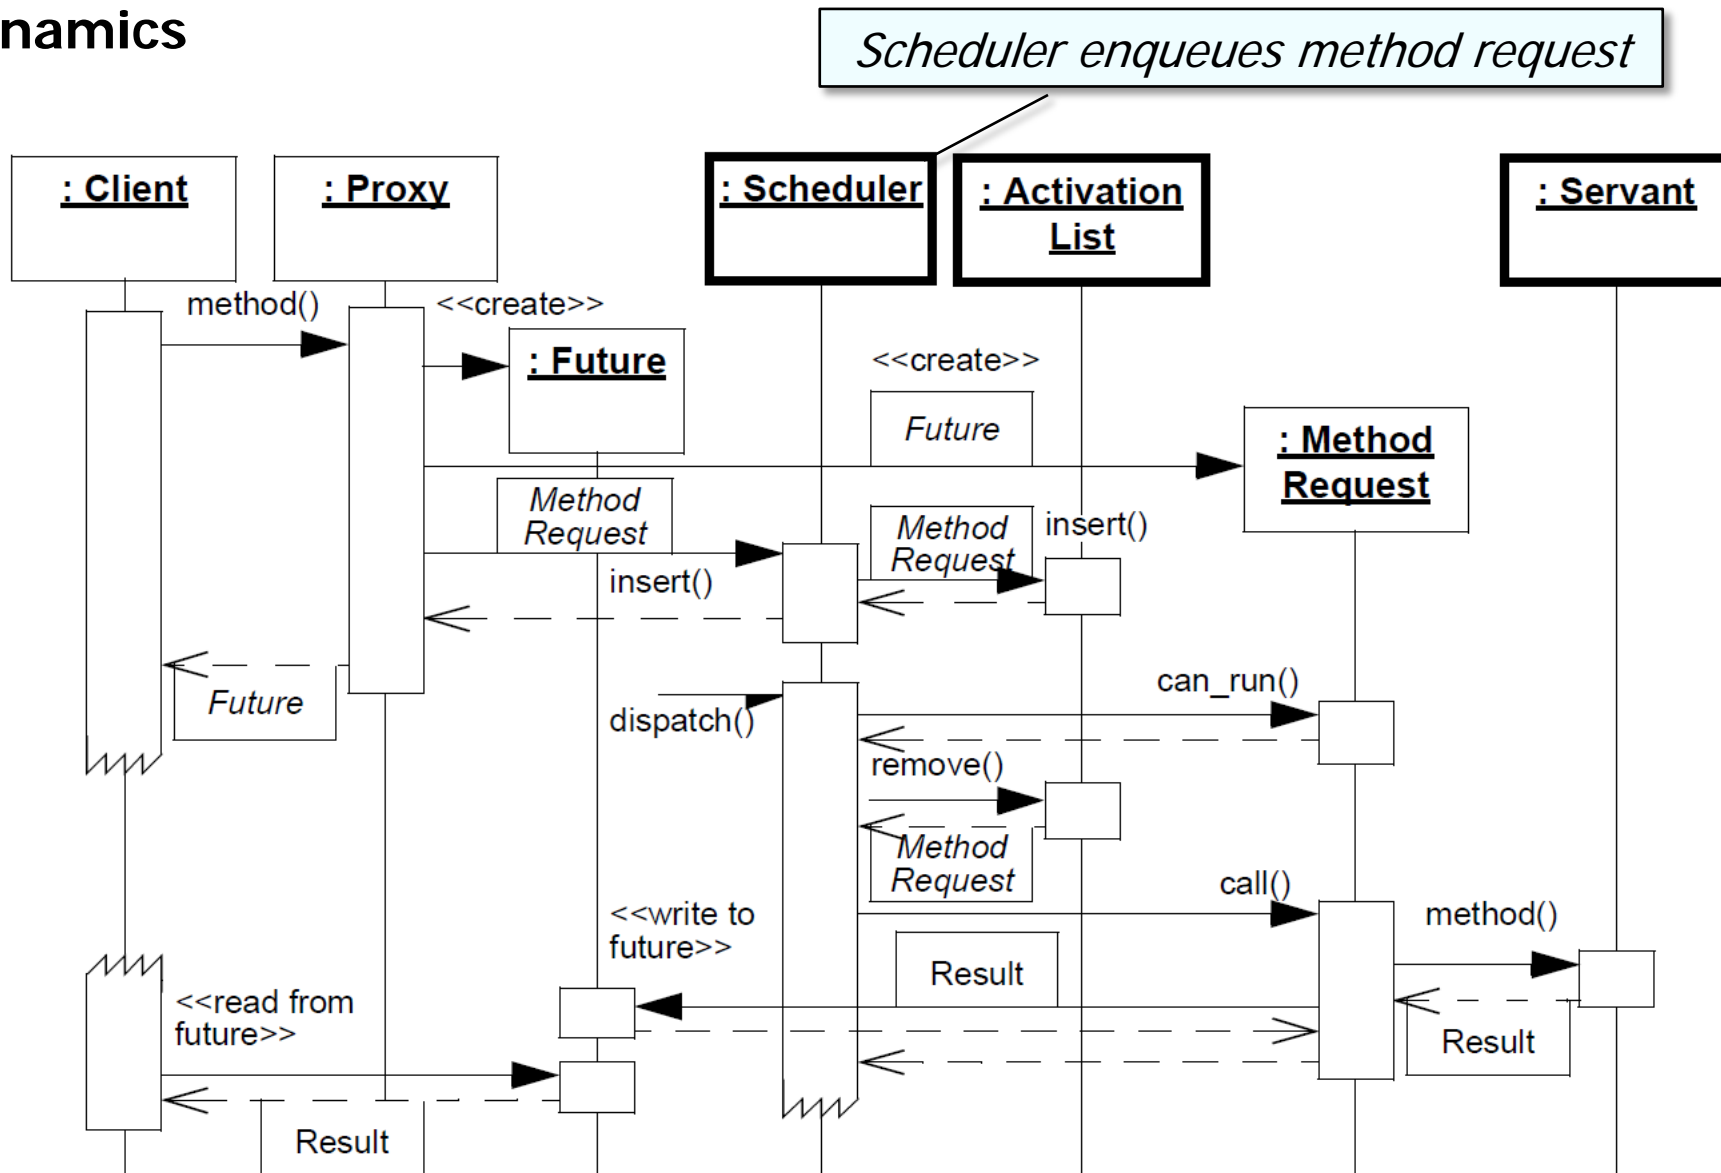 namics
Scheduler enqueues method request
: Client
: Proxy
: Scheduler
: Activation
List
: Servant
method()
<<create>>
: Future
<<create>>
Future
: Method
Request
Method
Request
insert()
Method
Request
insert()
Future
dispatch()
can_run()
remove()
Method
Request
call()
<<write to
future>>
method()
Result
<<read from
future>>
Result
Result